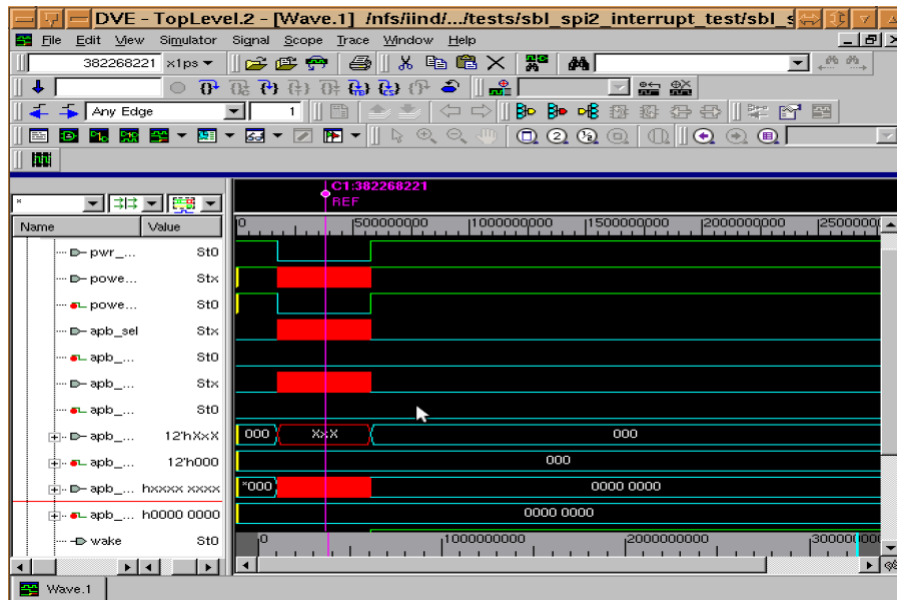 DVE - TopLevel.2 - [Wave.1] /nfs/iind/.../tests/sbl_spi2_interrupt_test/sbl_s
File Edit View Simulator Signal Scope Trace Window Help
382268221 x1ps
Any Edge 1
C1:382268221
REF
*
Name Value
0 500000000 1000000000 1500000000 2000000000 250000000
pwr_... St0
powe... Stx
powe... St0
apb_sel Stx
apb_... St0
apb_... Stx
apb_... St0
apb_... 12'hXxX 000 XxX 000
apb_... 12'h000 000
apb_... hxxxx xxxx *000 0000 0000
apb_... h0000 0000 0000 0000
wake St0
0 1000000000 2000000000 300000000
Wave.1